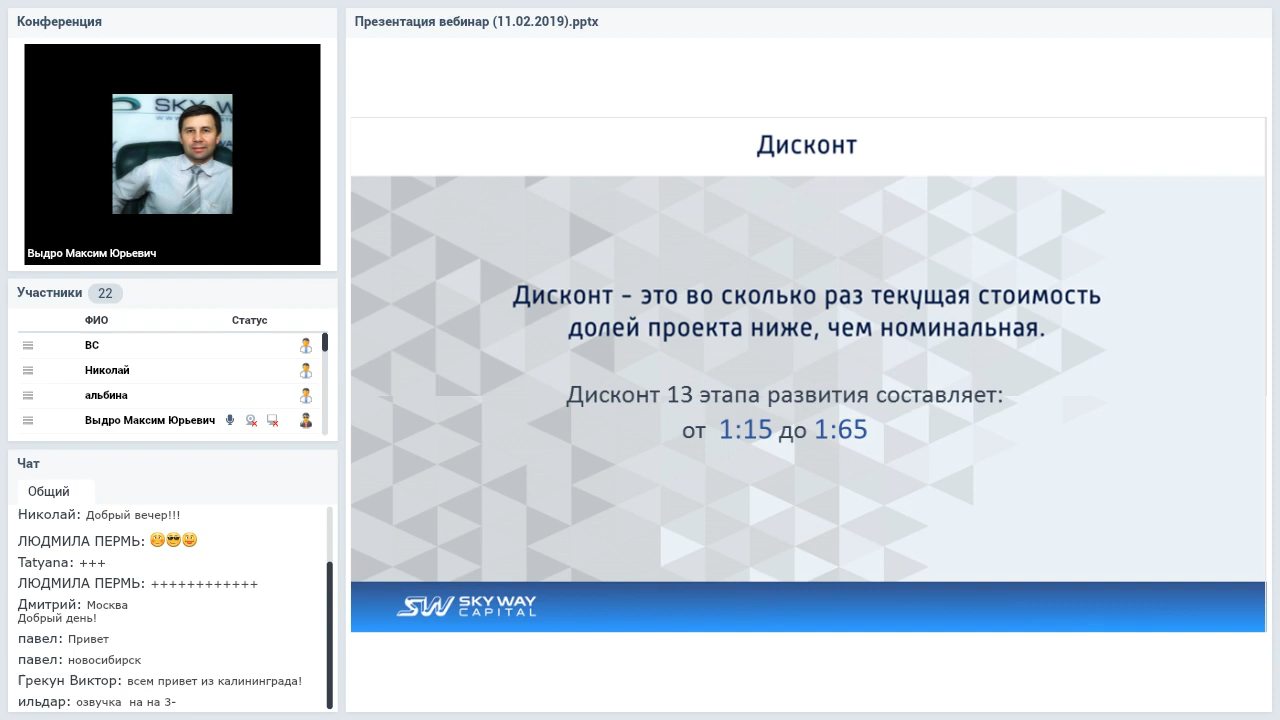 Конференция
SKY W
SKY WAY
Выдро Максим Юрьевич
Участники 22
ФИО Статус
ВС
Николай
альбина
Выдро Максим Юрьевич
Чат
Общий
Николай: Добрый вечер!!!
ЛЮДМИЛА ПЕРМЬ:
Tatyana: +++
ЛЮДМИЛА ПЕРМЬ: ++++++++++++
Дмитрий: Москва
Добрый день!
павел: Привет
павел: новосибирск
Грекун Виктор: всем привет из калининграда!
ильдар: озвучка на на 3-
Презентация вебинар (11.02.2019).pptx
Дисконт
Дисконт - это во сколько раз текущая стоимость
долей проекта ниже, чем номинальная.
Дисконт 13 этапа развития составляет:
от 1:15 до 1:65
SW SKY WAY
CAPITAL